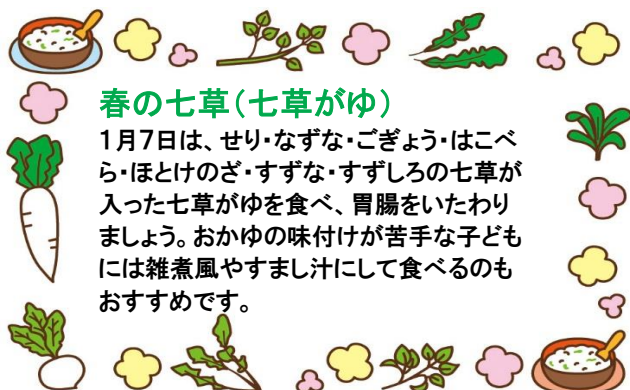 春の七草（七草がゆ）
1月7日は、せり・なずな・ごぎょう・はこべ
ら・ほとけのざ・すずな・すずしろの七草が
入った七草がゆを食べ、胃腸をいたわり
ましょう。おかゆの味付けが苦手な子ども
には雑煮風やすまし汁にして食べるのも
おすすめです。